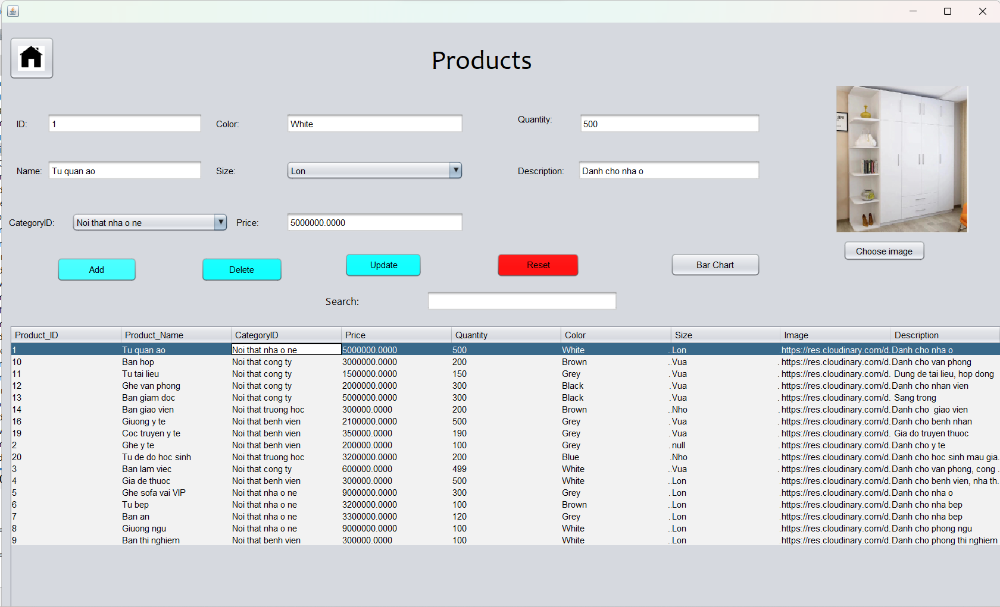 Products
ID: 1 Color: White Quantity: 500
Name: Tu quan ao Size: Lon Description: Danh cho nha o
CategoryID: Noi that nha o ne Price: 5000000.0000
Choose image
Add Delete Update Reset Bar Chart
Search:
Product_ID Product_Name CategoryID Price Quantity Color Size Image Description
1 Tu quan ao Noi that nha o ne 5000000.0000 500 White ..Lon .https://res.cloudinary.com/d..Danh cho nha o
10 Ban hop Noi that cong ty 3000000.0000 200 Brown ..Vua .https://res.cloudinary.com/d..Danh cho van phong
11 Tu tai lieu Noi that cong ty 1500000.0000 150 Grey .Vua .https://res.cloudinary.com/d.. Dung de tai lieu, hop dong
12 Ghe van phong Noi that cong ty 2000000.0000 300 Black .Vua .https://res.cloudinary.com/d..Danh cho nhan vien
13 Ban giam doc Noi that cong ty 5000000.0000 300 Black .Vua .https://res.cloudinary.com/d.. Sang trong
14 Ban giao vien Noi that truong hoc 300000.0000 200 Brown ..Nho .https://res.cloudinary.com/d..Danh cho giao vien
16 Giuong y te Noi that benh vien 2100000.0000 500 Grey .Vua .https://res.cloudinary.com/d..Danh cho benh nhan
19 Coc truyen y te Noi that benh vien 350000.0000 190 Grey .Vua .https://res.cloudinary.com/d.. Gia do truyen thuoc
2 Ghe y te Noi that benh vien 200000.0000 100 Grey .null .https://res.cloudinary.com/d..Danh cho y te
20 Tu de do hoc sinh Noi that truong hoc 3200000.0000 200 Blue .Nho .https://res.cloudinary.com/d..Danh cho hoc sinh mau gia..
3 Ban lam viec Noi that cong ty 600000.0000 499 White ..Vua .https://res.cloudinary.com/d..Danh cho van phong, cong ..
4 Gia de thuoc Noi that benh vien 300000.0000 500 White ..Lon .https://res.cloudinary.com/d..Danh cho benh vien, nha th..
5 Ghe sofa vai VIP Noi that nha o ne 9000000.0000 300 Grey .Lon .https://res.cloudinary.com/d..Danh cho nha o
6 Tu bep Noi that nha o ne 3200000.0000 100 Brown ..Lon .https://res.cloudinary.com/d..Danh cho nha bep
7 Ban an Noi that nha o ne 3300000.0000 120 Grey .Lon .https://res.cloudinary.com/d..Danh cho nha bep
8 Giuong ngu Noi that nha o ne 9000000.0000 100 White ..Lon .https://res.cloudinary.com/d..Danh cho phong ngu
9 Ban thi nghiem Noi that benh vien 300000.0000 100 White ..Lon .https://res.cloudinary.com/d..Danh cho phong thi nghiem